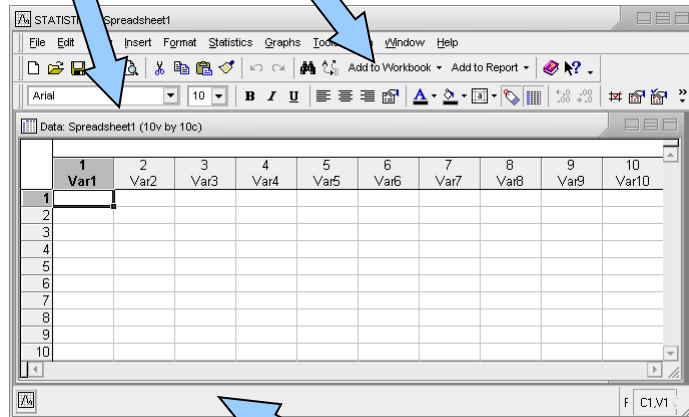 STATIST Spreadsheet1
File Edit Insert Format Statistics Graphs Window Help
Add to Workbook Add to Report
Arial 10 B I U
Data: Spreadsheet1 (10v by 10c)
1 2 3 4 5 6 7 8 9 10
Var1 Var2 Var3 Var4 Var5 Var6 Var7 Var8 Var9 Var10
1
2
3
4
5
6
7
8
9
10
F C1,V1